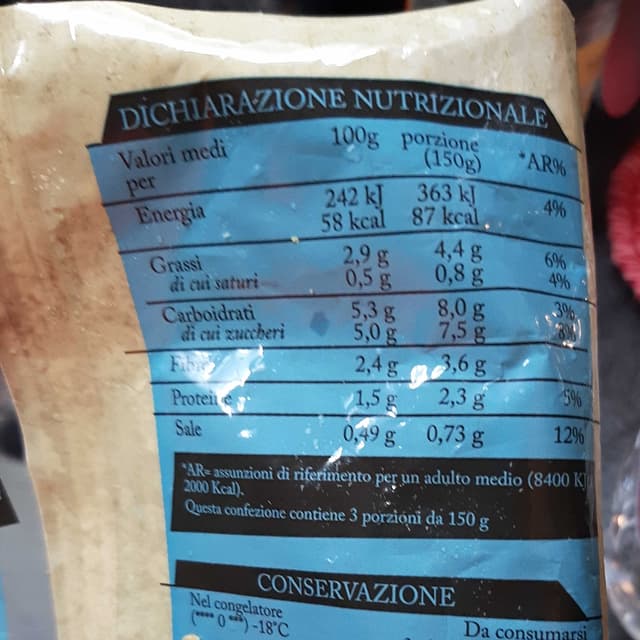 DICHIARAZIONE NUTRIZIONALE
Valori medi per 100g porzione (150g) *AR%
Energia 242 kJ 363 kJ 4%
58 kcal 87 kcal
Grassi 2,9 g 4,4 g 6%
di cui saturi 0,5 g 0,8 g 4%
Carboidrati 5,3 g 8,0 g 3%
di cui zuccheri 5,0 g 7,5 g 8%
Fibre 2,4 g 3,6 g
Proteine 1,5 g 2,3 g 5%
Sale 0,49 g 0,73 g 12%
*AR= assunzioni di riferimento per un adulto medio (8400 KJ/
2000 Kcal).
Questa confezione contiene 3 porzioni da 150 g
CONSERVAZIONE
Nel congelatore
(**** o ***) -18°C
Da consumarsi